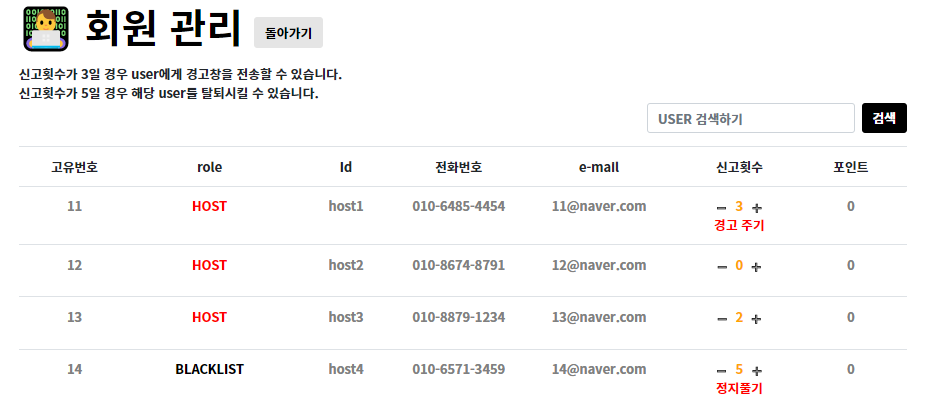 회원 관리 돌아가기
신고횟수가 3일 경우 user에게 경고창을 전송할 수 있습니다.
신고횟수가 5일 경우 해당 user를 탈퇴시킬 수 있습니다.
USER 검색하기 검색
고유번호 role Id 전화번호 e-mail 신고횟수 포인트
11 HOST host1 010-6485-4454 11@naver.com − 3 + 0
경고 주기
12 HOST host2 010-8674-8791 12@naver.com − 0 + 0
13 HOST host3 010-8879-1234 13@naver.com − 2 + 0
14 BLACKLIST host4 010-6571-3459 14@naver.com − 5 + 0
정지풀기